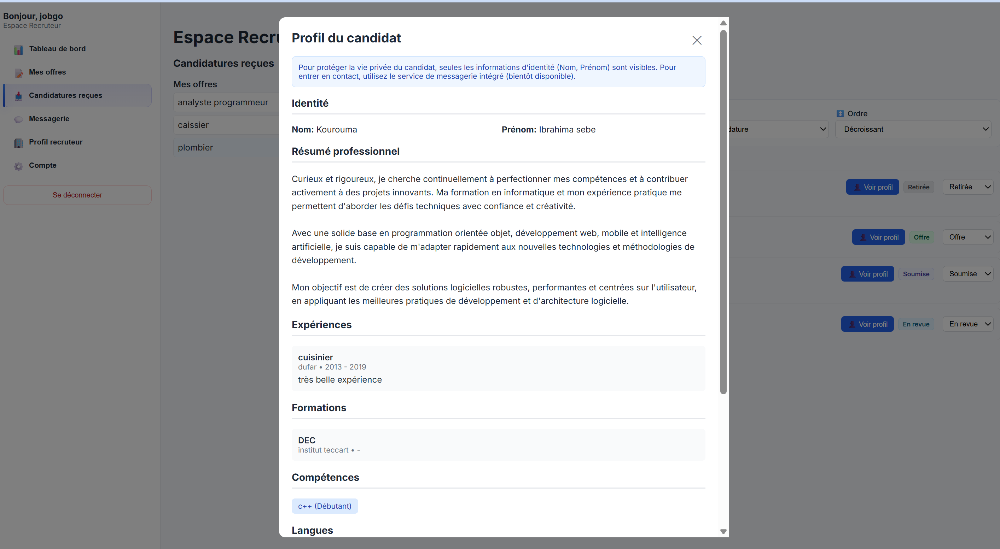 Bonjour, jobgo
Espace Recruteur
Tableau de bord
Mes offres
Candidatures reçues
Messagerie
Profil recruteur
Compte
Se déconnecter
Espace Recru
Candidatures reçues
Mes offres
analyste programmeur
caissier
plombier
Profil du candidat
Pour protéger la vie privée du candidat, seules les informations d'identité (Nom, Prénom) sont visibles. Pour
entrer en contact, utilisez le service de messagerie intégré (bientôt disponible).
Identité
Nom: Kourouma
Prénom: Ibrahima sebe
Résumé professionnel
Curieux et rigoureux, je cherche continuellement à perfectionner mes compétences et à contribuer
activement à des projets innovants. Ma formation en informatique et mon expérience pratique me
permettent d'aborder les défis techniques avec confiance et créativité.
Avec une solide base en programmation orientée objet, développement web, mobile et intelligence
artificielle, je suis capable de m'adapter rapidement aux nouvelles technologies et méthodologies de
développement.
Mon objectif est de créer des solutions logicielles robustes, performantes et centrées sur l'utilisateur,
en appliquant les meilleures pratiques de développement et d'architecture logicielle.
Expériences
cuisinier
dufar • 2013 - 2019
très belle expérience
Formations
DEC
institut teccart • -
Compétences
c++ (Débutant)
Langues
Ordre
dature
Décroissant
Voir profil Retirée Retirée
Voir profil Offre Offre
Voir profil Soumise Soumise
Voir profil En revue En revue